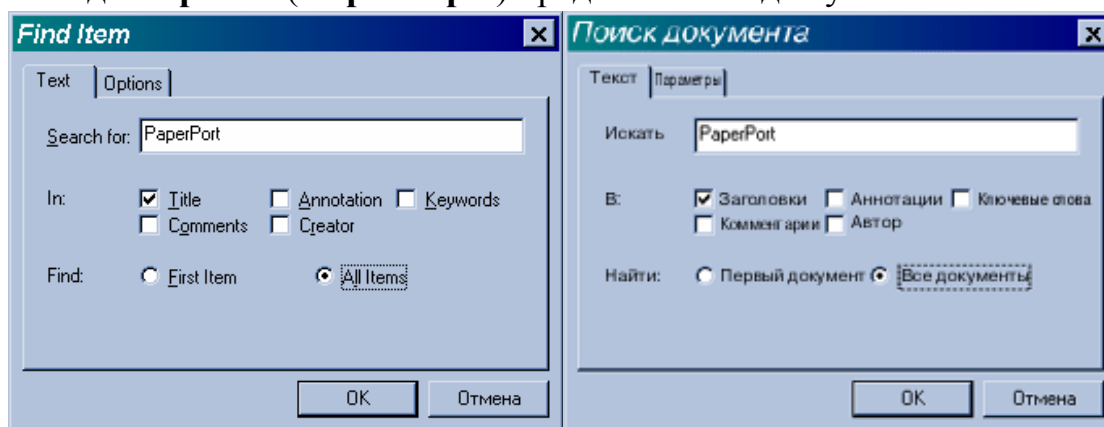 Find Item
Text Options
Search for: PaperPort
In: Title Annotation Keywords
Comments Creator
Find: First Item All Items
OK Отмена
Поиск документа
Текст Параметры
Искать PaperPort
В: Заголовки Аннотации Ключевые слова
Комментарии Автор
Найти: Первый документ Все документы
OK Отмена